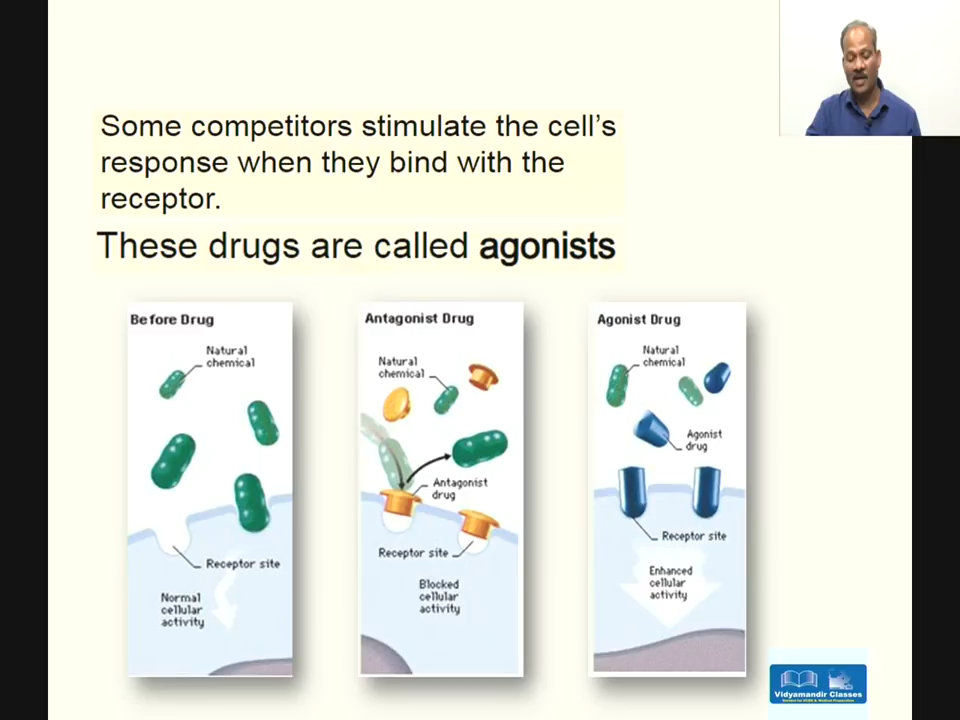 Some competitors stimulate the cell's
response when they bind with the
receptor.
These drugs are called agonists
Before Drug
Natural
chemical
Receptor site
Normal
cellular
activity
Antagonist Drug
Natural
chemical
Antagonist
drug
Receptor site
Blocked
cellular
activity
Agonist Drug
Natural
chemical
Agonist
drug
Receptor site
Enhanced
cellular
activity
Vidyamandir Classes